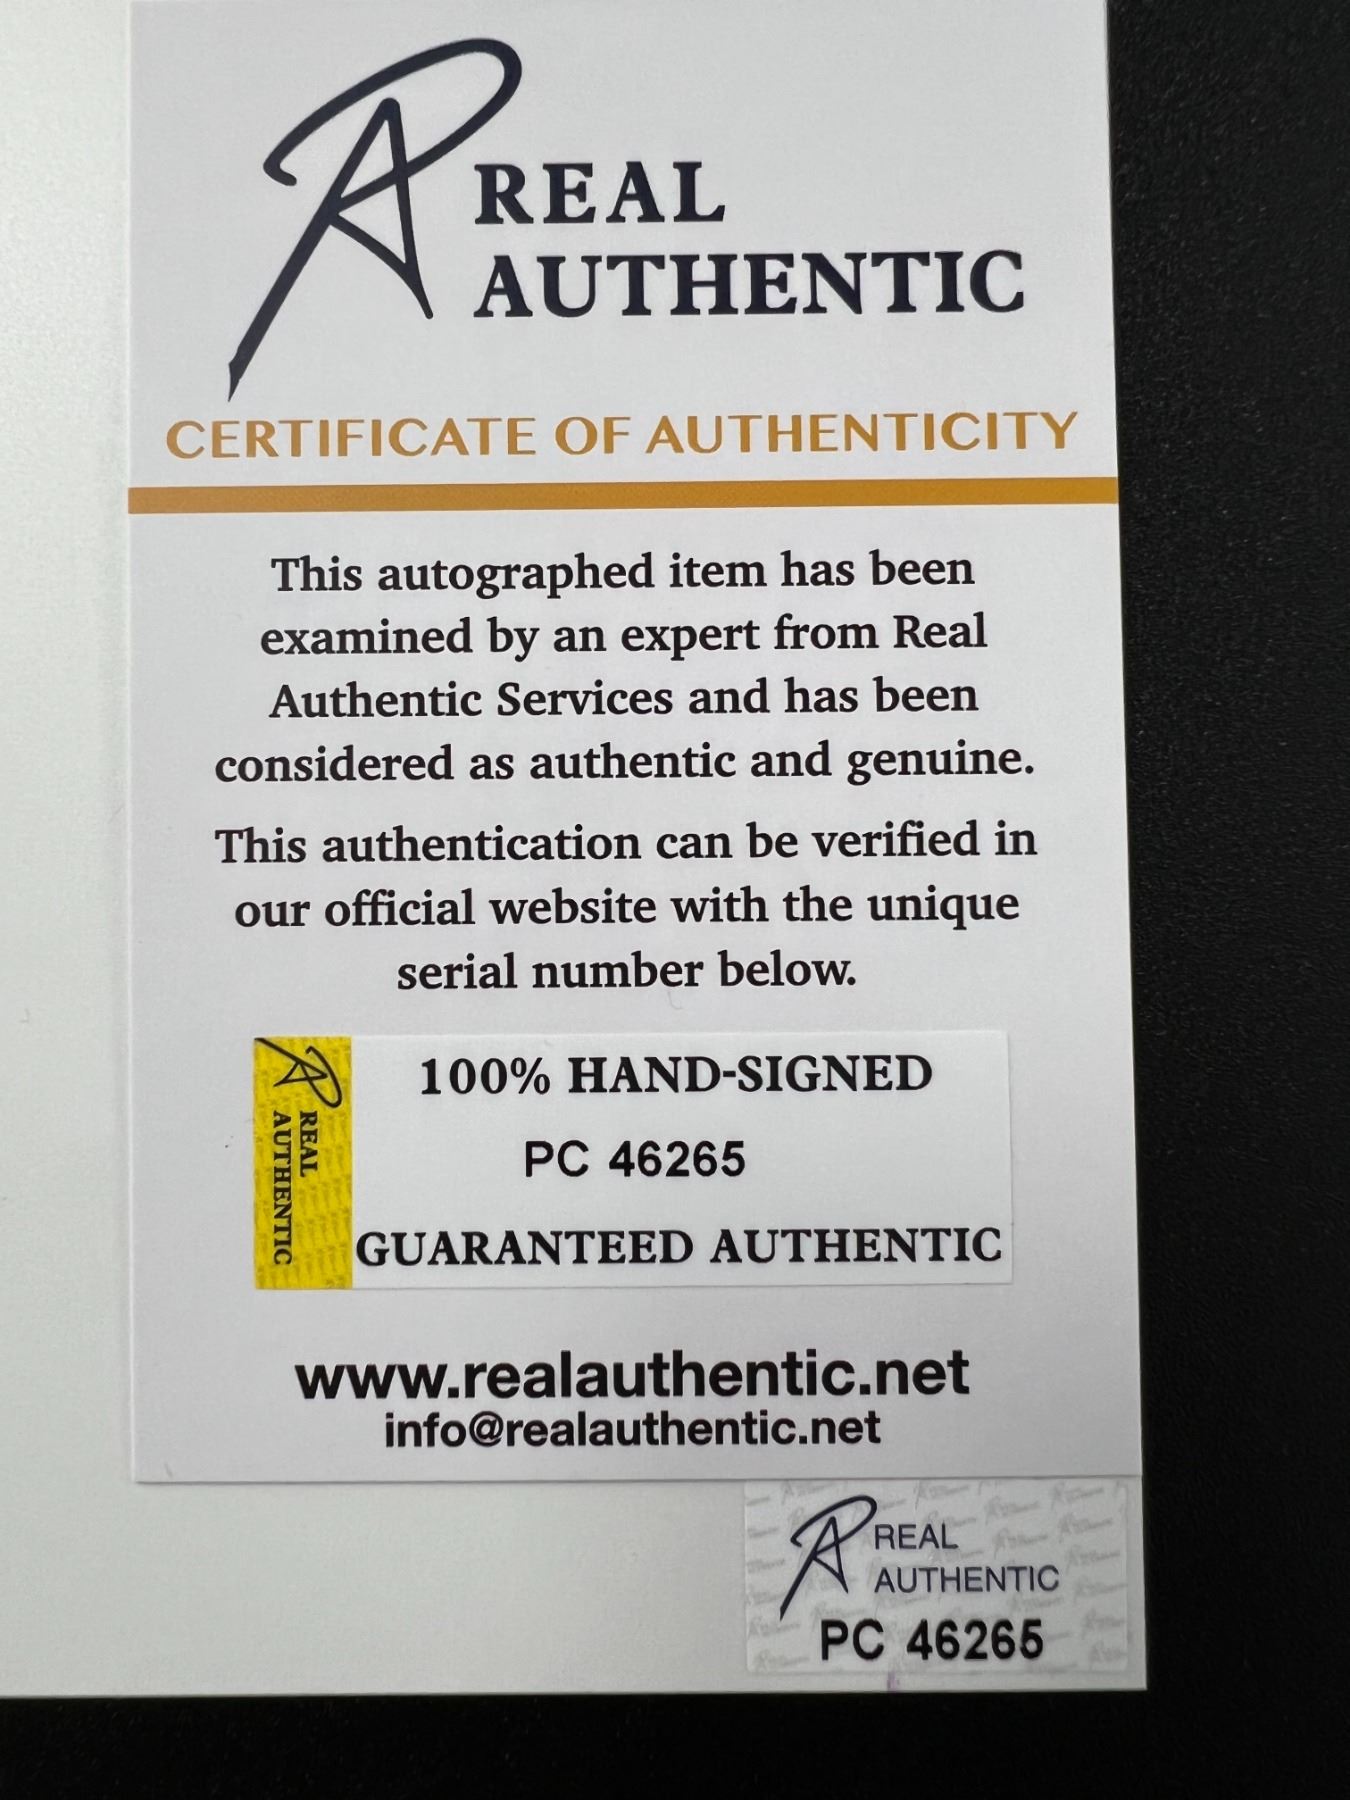 REAL
AUTHENTIC
CERTIFICATE OF AUTHENTICITY
This autographed item has been
examined by an expert from Real
Authentic Services and has been
considered as authentic and genuine.
This authentication can be verified in
our official website with the unique
serial number below.
REAL
AUTHENTIC
100% HAND-SIGNED
PC 46265
GUARANTEED AUTHENTIC
www.realauthentic.net
info@realauthentic.net
REAL
AUTHENTIC
PC 46265